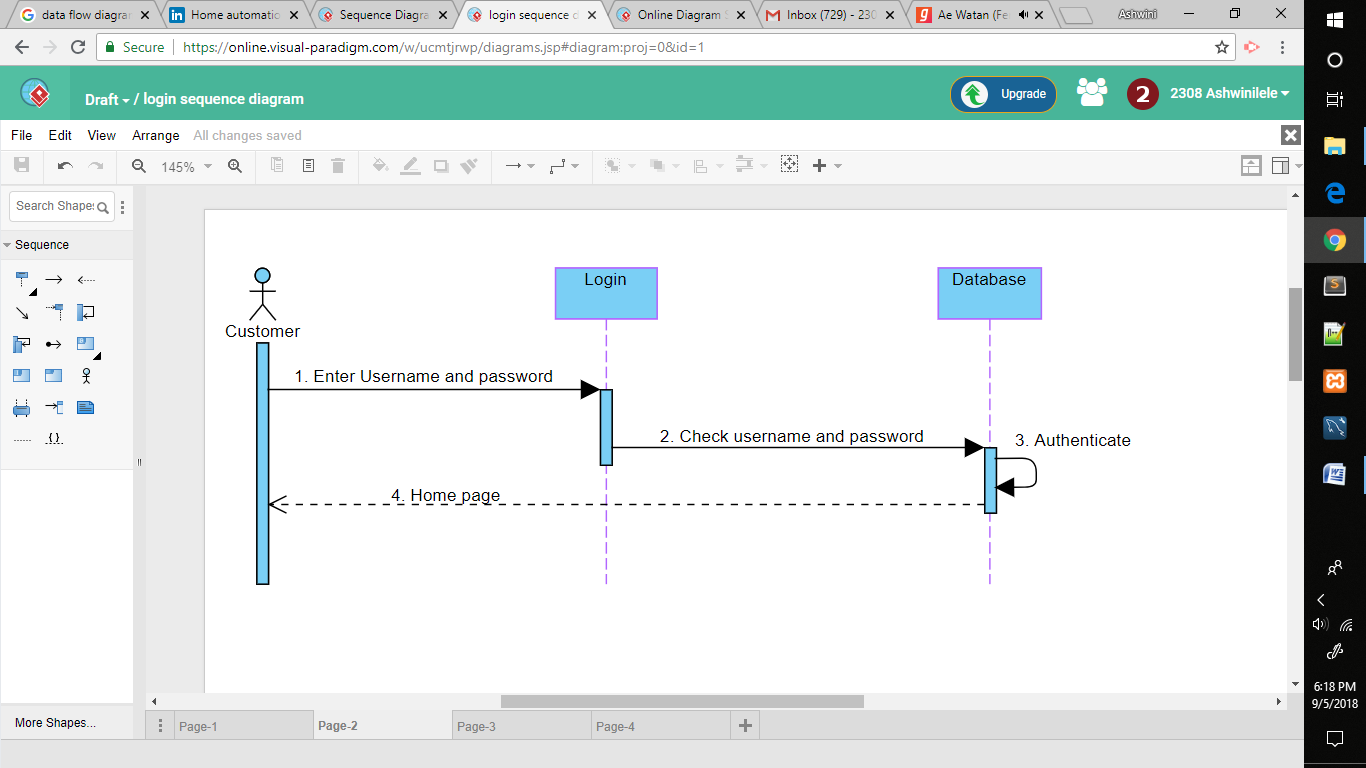 data flow diagrar
Home automatic
Sequence Diagra
login sequence d
Online Diagram S
Inbox (729) - 230
Ae Watan (Fe
Ashwini
Secure
https://online.visual-paradigm.com/w/ucmtjrwp/diagrams.jsp#diagram:proj=0&id=1
Draft / login sequence diagram
Upgrade
2
2308 Ashwinilele
File Edit View Arrange All changes saved
145%
Search Shapes
Sequence
Login
Database
Customer
1. Enter Username and password
2. Check username and password
3. Authenticate
4. Home page
More Shapes...
Page-1
Page-2
Page-3
Page-4
6:18 PM
9/5/2018